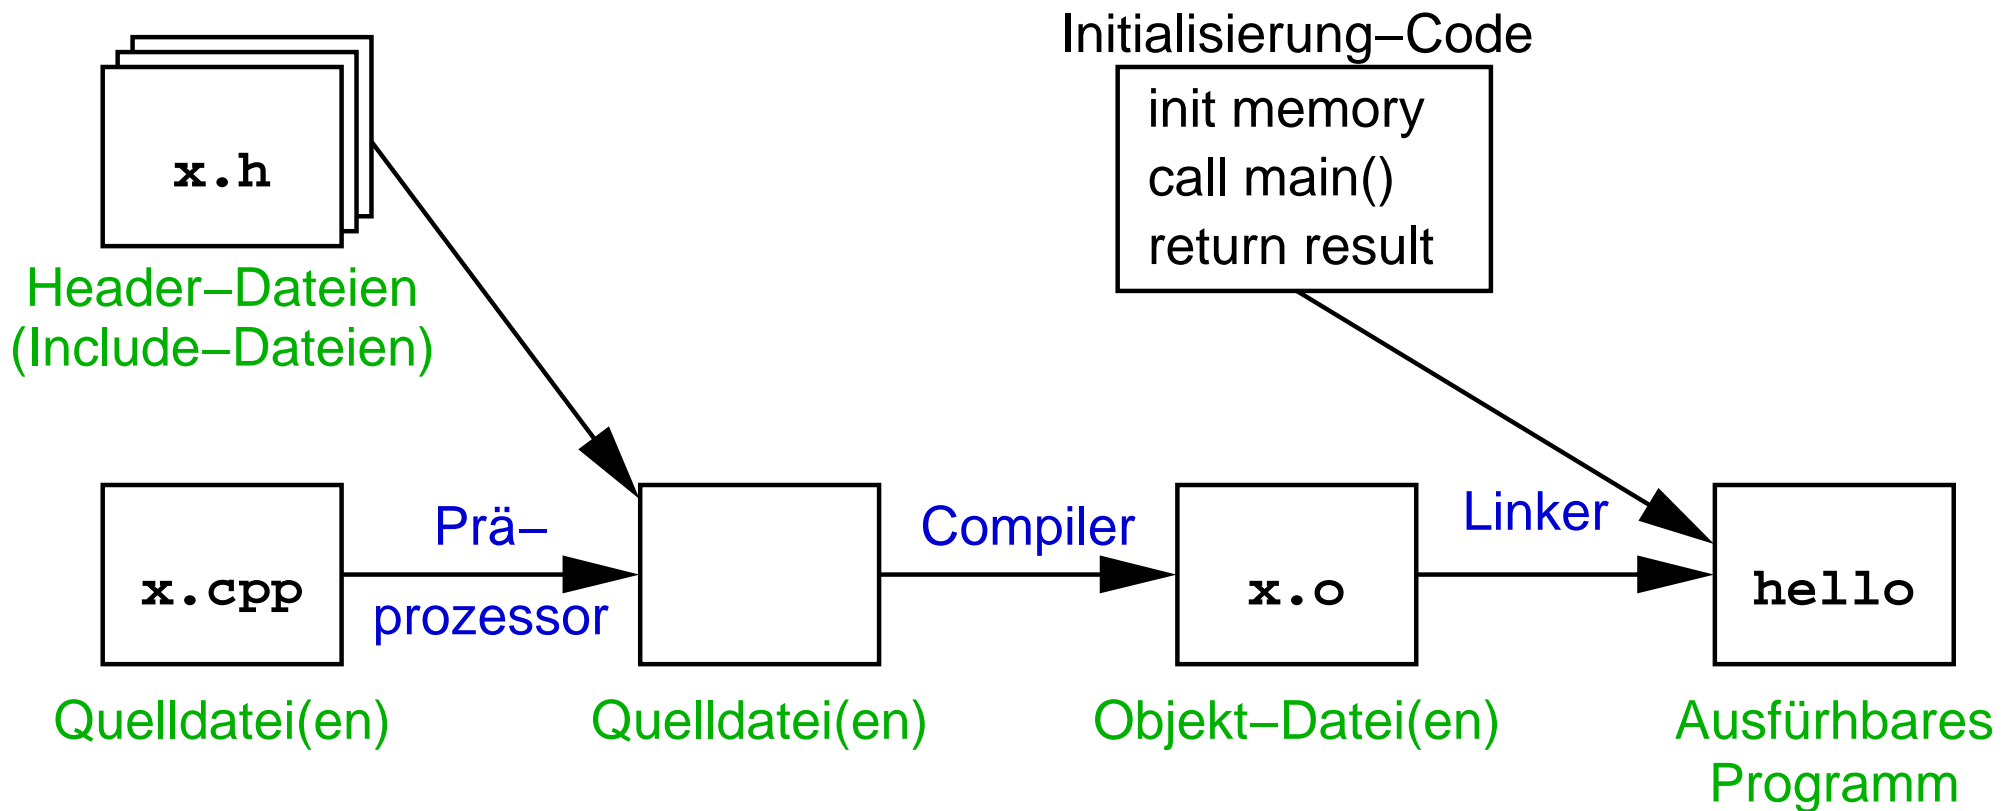 Initialisierung–Code
init memory
call main()
return result
x.h
Header–Dateien
(Include–Dateien)
x.cpp
Prä–
prozessor
Compiler
x.o
Linker
hello
Quelldatei(en)
Quelldatei(en)
Objekt–Datei(en)
Ausfürhbares
Programm